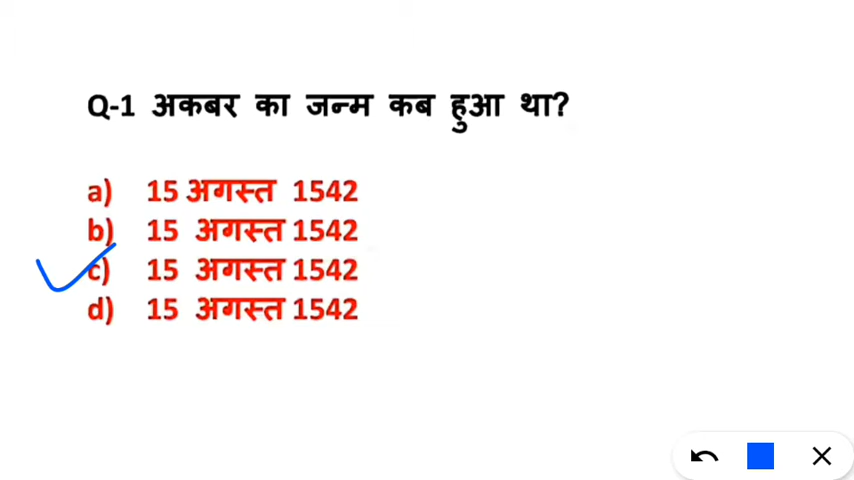 Q-1 अकबर का जन्म कब हुआ था?
a) 15 अगस्त 1542
b) 15 अगस्त 1542
c) 15 अगस्त 1542
d) 15 अगस्त 1542